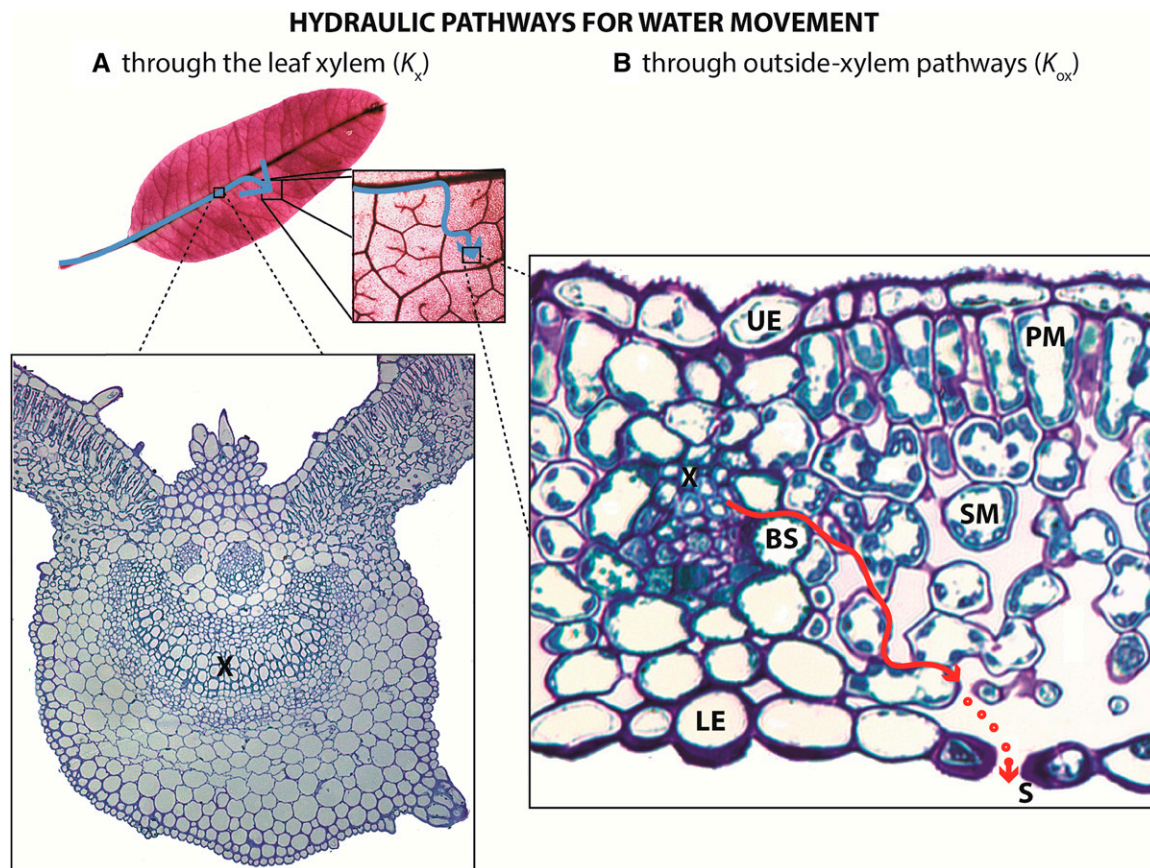 HYDRAULIC PATHWAYS FOR WATER MOVEMENT
A through the leaf xylem (Kx)
B through outside-xylem pathways (Kox)
UE
PM
X
SM
BS
X
LE
S